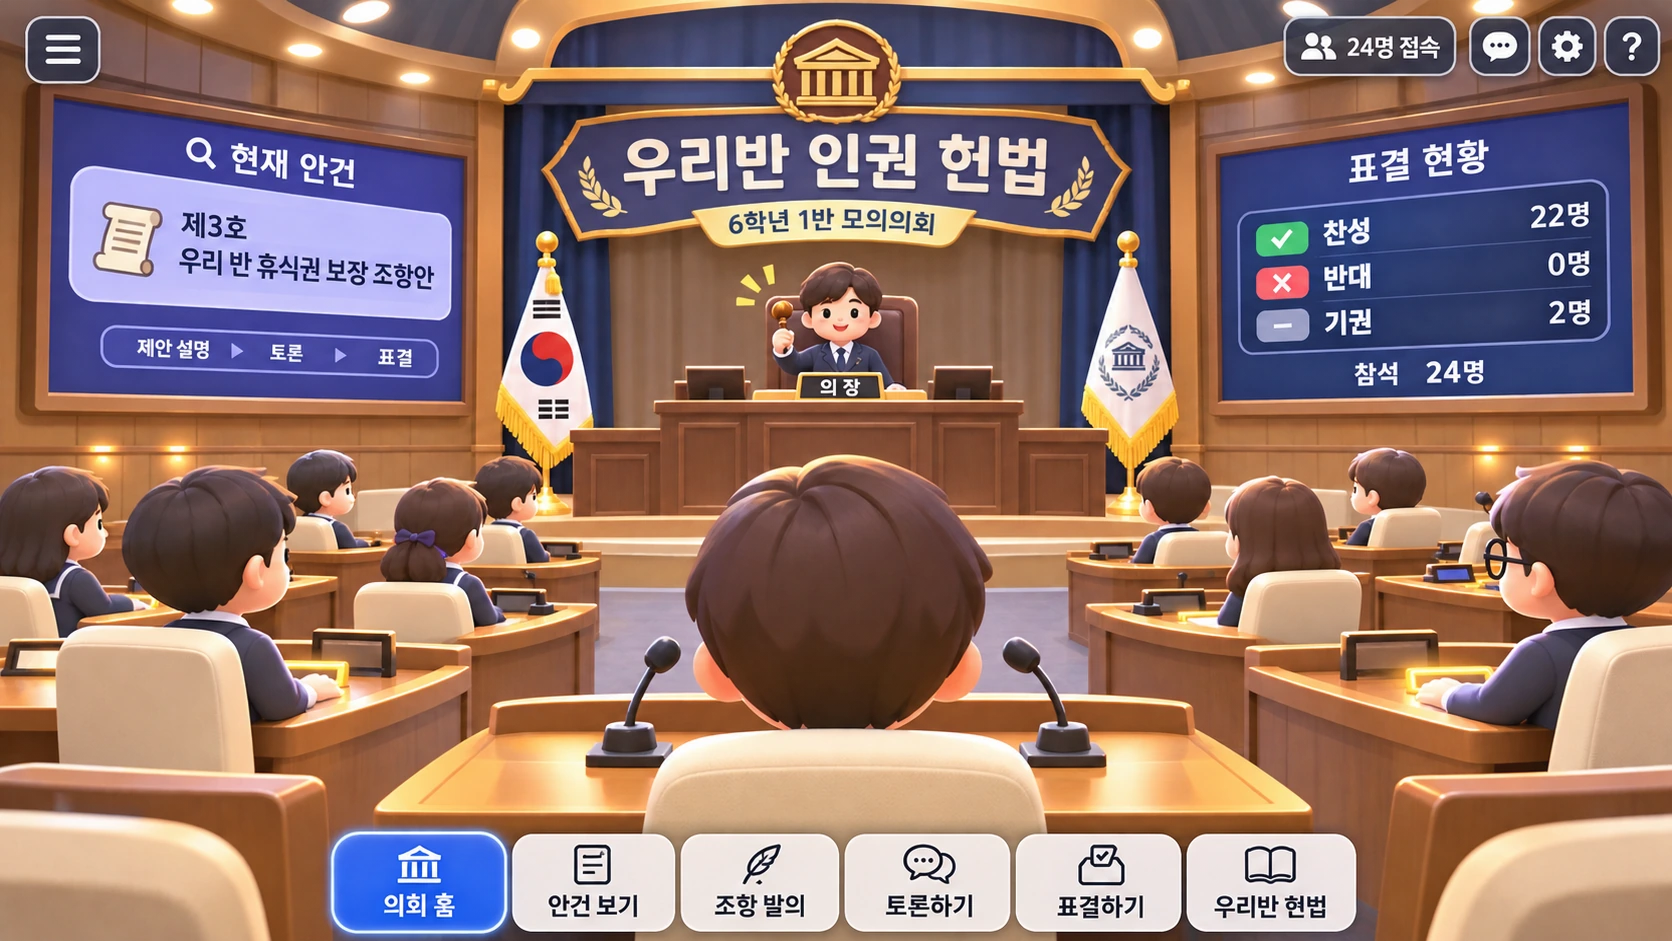 24명 접속
?
우리반 인권 헌법
6학년 1반 모의의회
현재 안건
제3호
우리 반 휴식권 보장 조항안
제안 설명 ▶ 토론 ▶ 표결
표결 현황
찬성 22명
반대 0명
기권 2명
참석 24명
의장
의회 홈
안건 보기
조항 발의
토론하기
표결하기
우리반 헌법